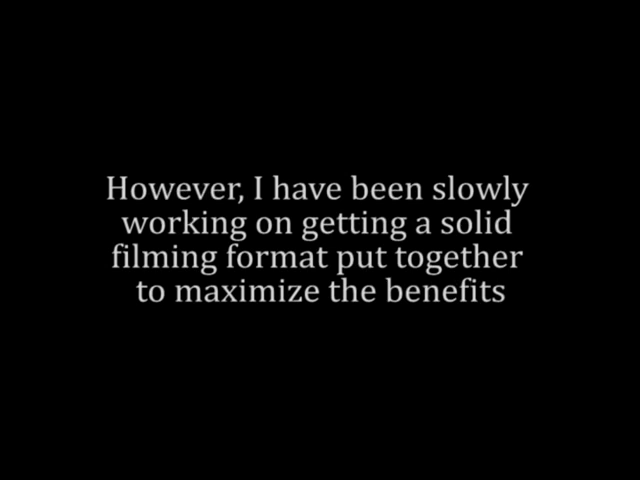 However, I have been slowly
working on getting a solid
filming format put together
to maximize the benefits